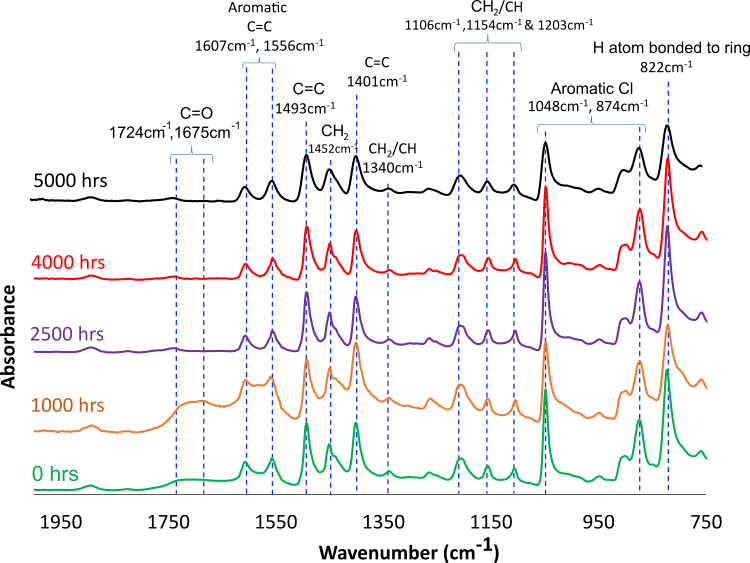 Aromatic
C=C
1607cm-1, 1556cm-1
CH2/CH
1106cm-1,1154cm-1 & 1203cm-1
H atom bonded to ring
822cm-1
C=C
1401cm-1
C=C
1493cm-1
Aromatic Cl
1048cm-1, 874cm-1
C=O
1724cm-1,1675cm-1
CH2
1452cm-1
CH2/CH
1340cm-1
5000 hrs
4000 hrs
2500 hrs
1000 hrs
0 hrs
Absorbance
1950 1750 1550 1350 1150 950 750
Wavenumber (cm-1)